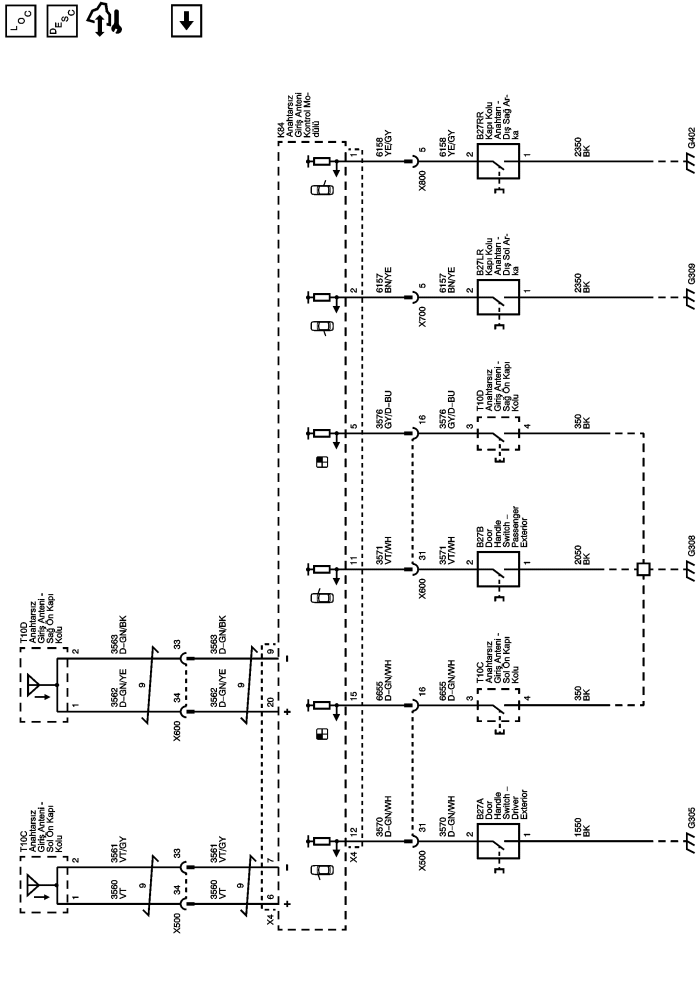 L O C
D E S C
T10C
Anahtarsız
Giriş Anteni -
Sol Ön Kapı
Kolu
T10D
Anahtarsız
Giriş Anteni -
Sağ Ön Kapı
Kolu
1
2
1
2
3560
VT
3561
VT/GY
3562
D-GN/YE
3563
D-GN/BK
9
9
X500
34
33
X600
34
33
3560
VT
3561
VT/GY
3562
D-GN/YE
3563
D-GN/BK
9
9
X4
6
7
20
9
+
-
+
-
K84
Anahtarsız
Giriş Anteni
Kontrol Mo-
dülü
X4
12
15
11
5
2
1
3570
D-GN/WH
6655
D-GN/WH
3571
VT/WH
3576
GY/D-BU
6157
BN/YE
6158
YE/GY
X500
31
16
X600
31
16
X700
5
X800
5
3570
D-GN/WH
6655
D-GN/WH
3571
VT/WH
3576
GY/D-BU
6157
BN/YE
6158
YE/GY
2
3
2
3
2
2
B27A
Door
Handle
Switch –
Driver
Exterior
T10C
Anahtarsız
Giriş Anteni -
Sol Ön Kapı
Kolu
B27B
Door
Handle
Switch –
Passenger
Exterior
T10D
Anahtarsız
Giriş Anteni -
Sağ Ön Kapı
Kolu
B27LR
Kapı Kolu
Anahtarı -
Dış Sol Ar-
ka
B27RR
Kapı Kolu
Anahtarı -
Dış Sağ Ar-
ka
1
4
1
4
1
1
1550
BK
350
BK
2050
BK
350
BK
2350
BK
2350
BK
G305
G308
G309
G402